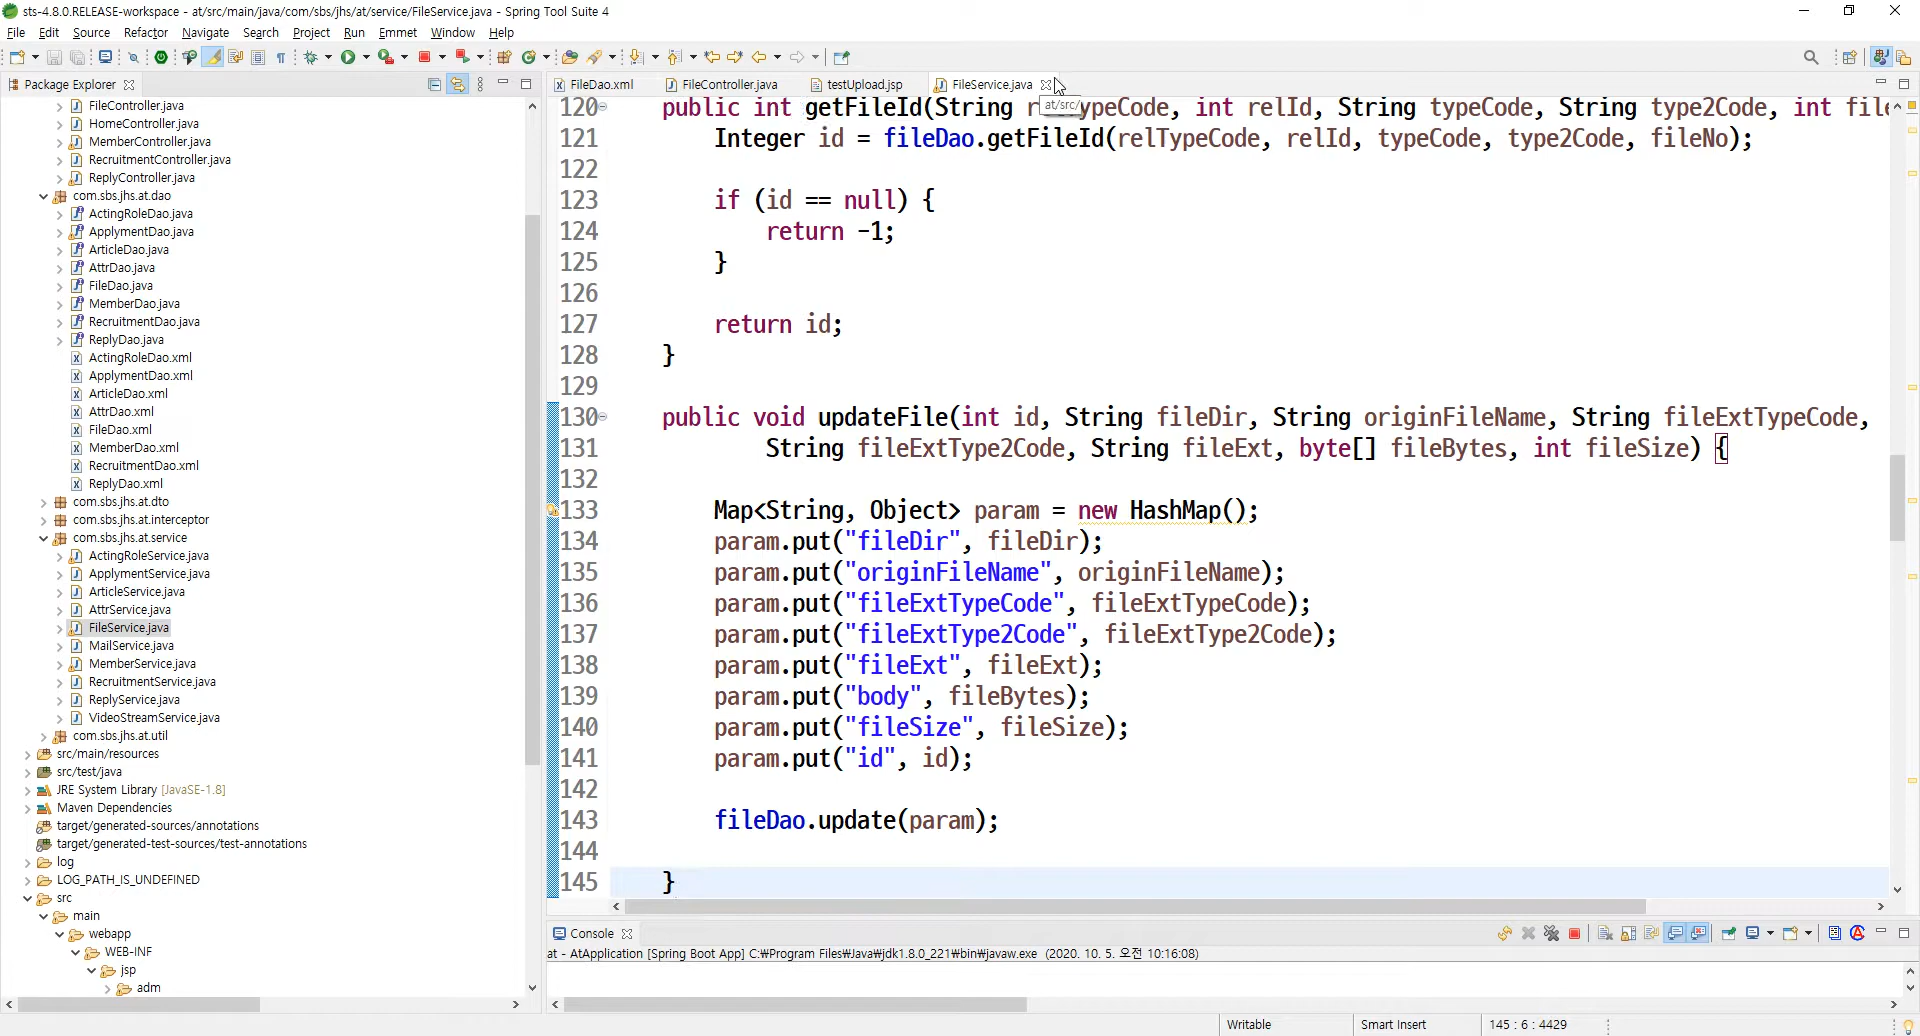 sts-4.8.0.RELEASE-workspace - at/src/main/java/com/sbs/jhs/at/service/FileService.java - Spring Tool Suite 4
File Edit Source Refactor Navigate Search Project Run Emmet Window Help
Package Explorer
FileController.java
HomeController.java
MemberController.java
RecruitmentController.java
ReplyController.java
com.sbs.jhs.at.dao
ActingRoleDao.java
ApplymentDao.java
ArticleDao.java
AttrDao.java
FileDao.java
MemberDao.java
RecruitmentDao.java
ReplyDao.java
ActingRoleDao.xml
ApplymentDao.xml
ArticleDao.xml
AttrDao.xml
FileDao.xml
MemberDao.xml
RecruitmentDao.xml
ReplyDao.xml
com.sbs.jhs.at.dto
com.sbs.jhs.at.interceptor
com.sbs.jhs.at.service
ActingRoleService.java
ApplymentService.java
ArticleService.java
AttrService.java
FileService.java
MailService.java
MemberService.java
RecruitmentService.java
ReplyService.java
VideoStreamService.java
com.sbs.jhs.at.util
src/main/resources
src/test/java
JRE System Library [JavaSE-1.8]
Maven Dependencies
target/generated-sources/annotations
target/generated-test-sources/test-annotations
log
LOG_PATH_IS_UNDEFINED
src
main
webapp
WEB-INF
jsp
adm
FileDao.xml FileController.java testUpload.jsp FileService.java
at/src/
120 public int getFileId(String relTypeCode, int relId, String typeCode, String type2Code, int file
121 Integer id = fileDao.getFileId(relTypeCode, relId, typeCode, type2Code, fileNo);
122
123 if (id == null) {
124 return -1;
125 }
126
127 return id;
128 }
129
130 public void updateFile(int id, String fileDir, String originFileName, String fileExtTypeCode,
131 String fileExtType2Code, String fileExt, byte[] fileBytes, int fileSize) {
132
133 Map<String, Object> param = new HashMap();
134 param.put("fileDir", fileDir);
135 param.put("originFileName", originFileName);
136 param.put("fileExtTypeCode", fileExtTypeCode);
137 param.put("fileExtType2Code", fileExtType2Code);
138 param.put("fileExt", fileExt);
139 param.put("body", fileBytes);
140 param.put("fileSize", fileSize);
141 param.put("id", id);
142
143 fileDao.update(param);
144
145 }
Console
at - AtApplication [Spring Boot App] C:₩Program Files₩Java₩jdk1.8.0_221₩bin₩javaw.exe (2020. 10. 5. 오전 10:16:08)
Writable Smart Insert 145 : 6 : 4429